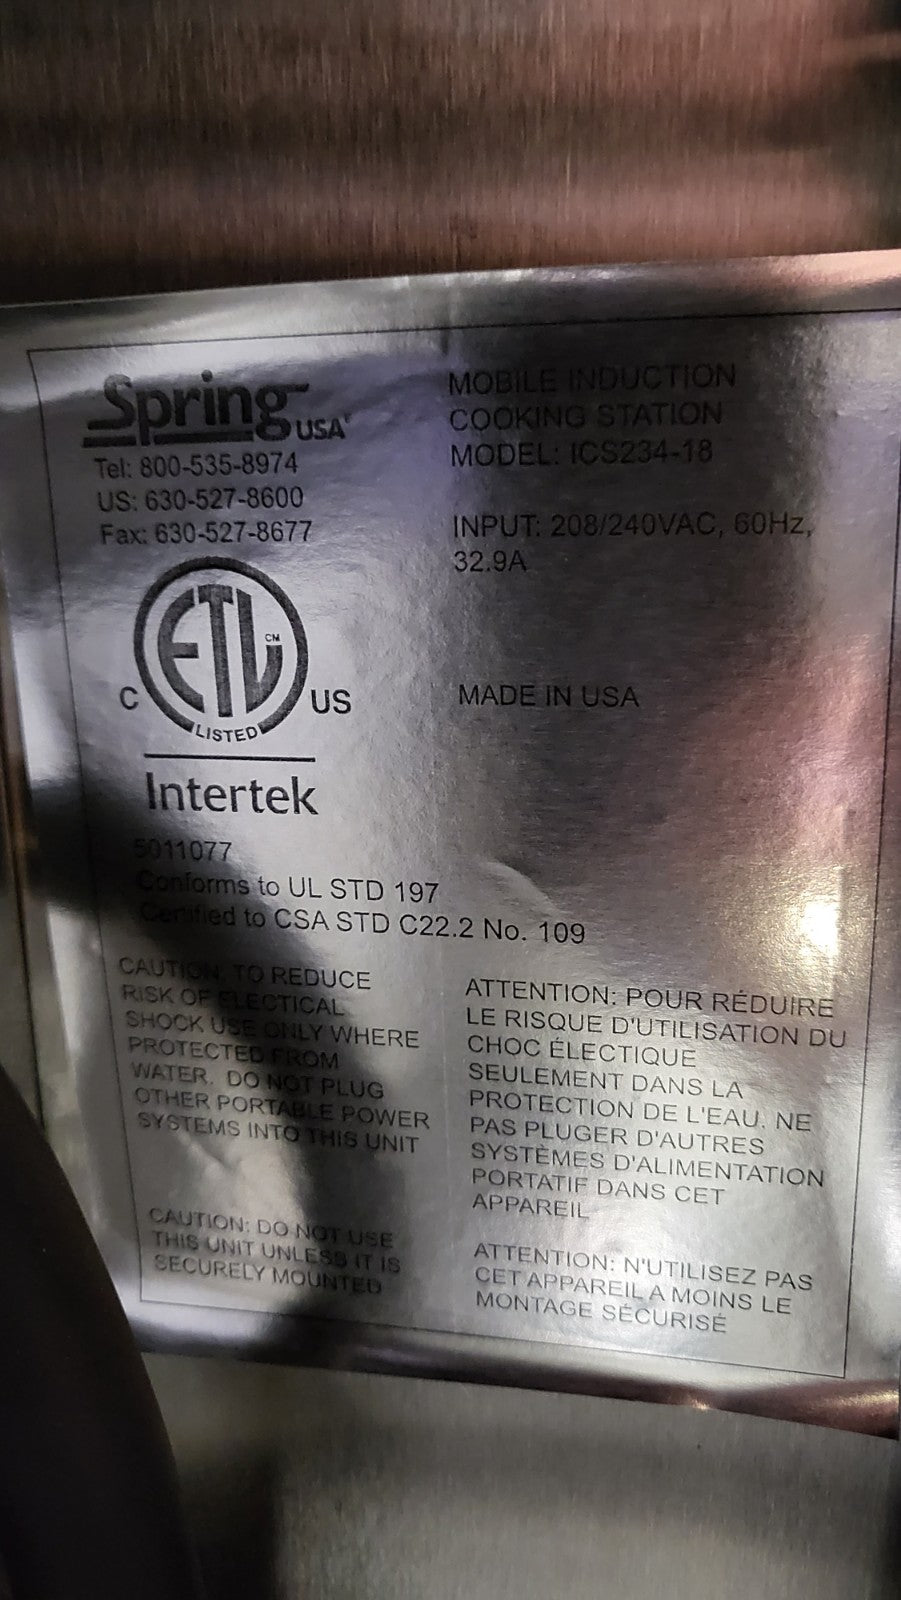 Spring USA
Tel: 800-535-8974
US: 630-527-8600
Fax: 630-527-8677
MOBILE INDUCTION
COOKING STATION
MODEL: ICS234-18
INPUT: 208/240VAC, 60Hz,
32.9A
MADE IN USA
ETL CM
C US
LISTED
Intertek
5011077
Conforms to UL STD 197
Certified to CSA STD C22.2 No. 109
CAUTION: TO REDUCE
RISK OF ELECTICAL
SHOCK USE ONLY WHERE
PROTECTED FROM
WATER. DO NOT PLUG
OTHER PORTABLE POWER
SYSTEMS INTO THIS UNIT
CAUTION: DO NOT USE
THIS UNIT UNLESS IT IS
SECURELY MOUNTED
ATTENTION: POUR RÉDUIRE
LE RISQUE D'UTILISATION DU
CHOC ÉLECTIQUE
SEULEMENT DANS LA
PROTECTION DE L'EAU. NE
PAS PLUGER D'AUTRES
SYSTÈMES D'ALIMENTATION
PORTATIF DANS CET
APPAREIL
ATTENTION: N'UTILISEZ PAS
CET APPAREIL A MOINS LE
MONTAGE SÉCURISÉ